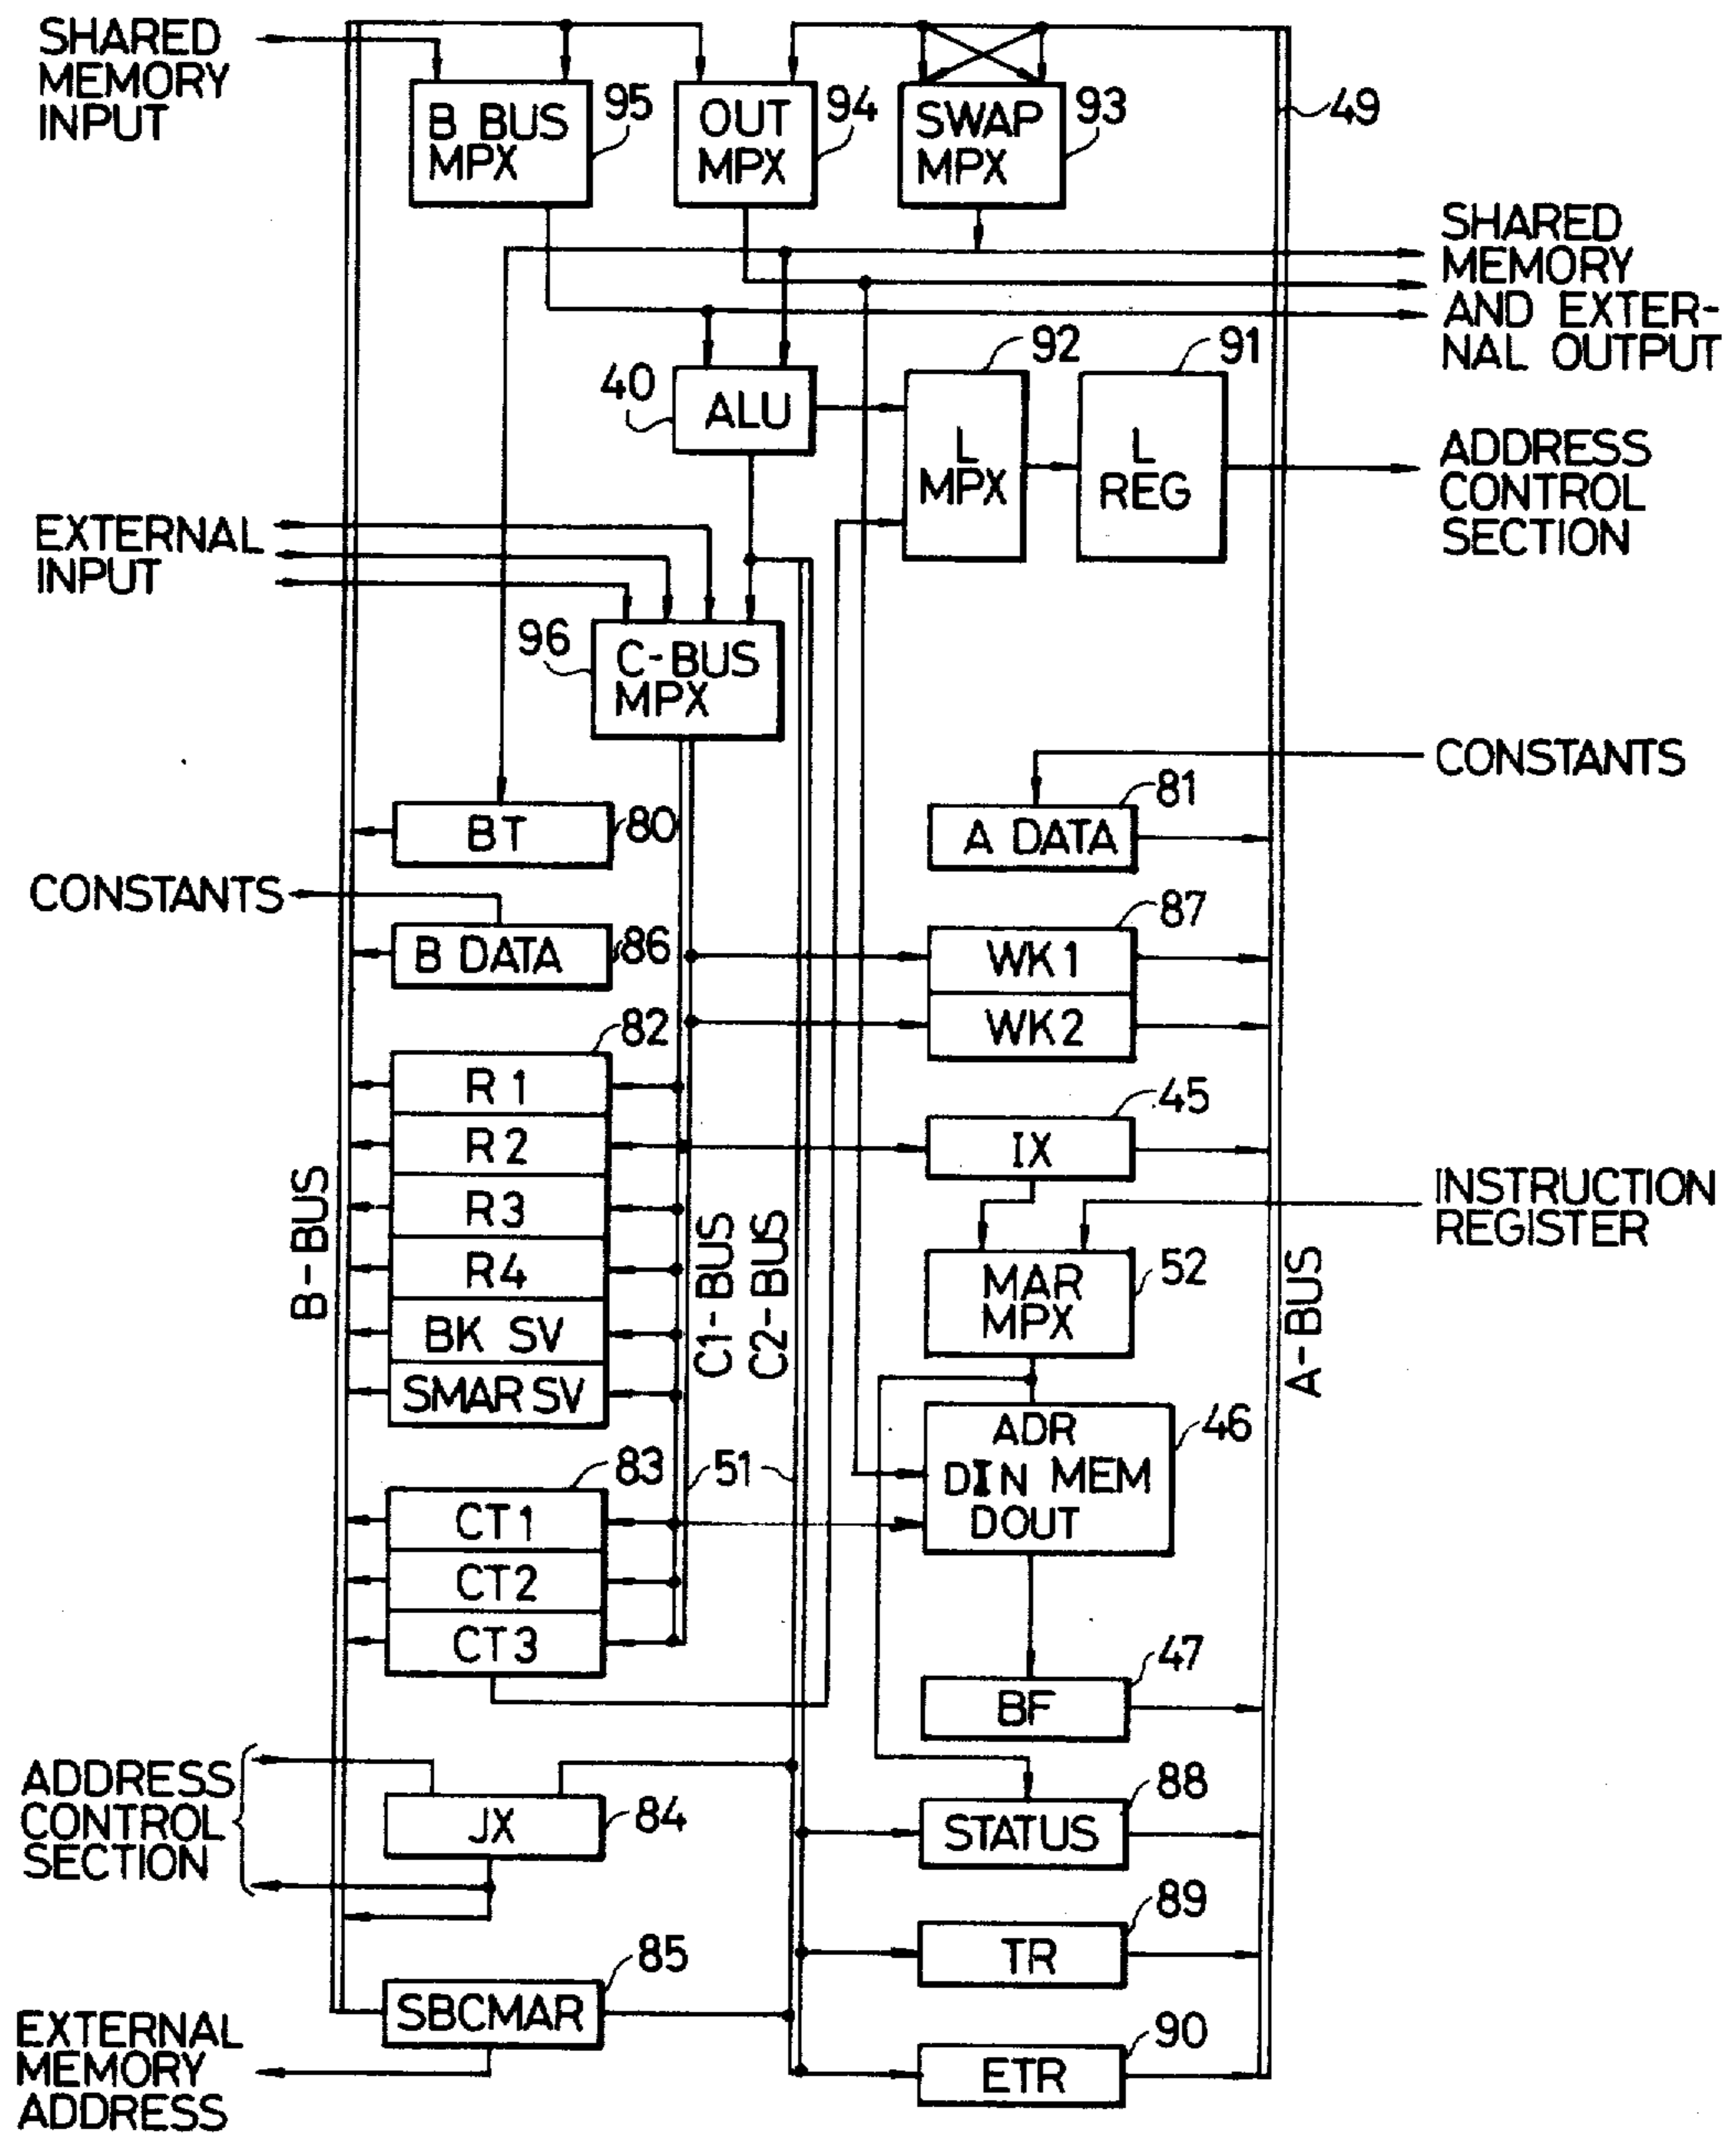 SHARED
MEMORY
INPUT
B BUS
MPX
95
OUT
MPX
94
SWAP
MPX
93
49
SHARED
MEMORY
AND EXTER-
NAL OUTPUT
40
ALU
92
L
MPX
91
L
REG
ADDRESS
CONTROL
SECTION
EXTERNAL
INPUT
96
C-BUS
MPX
CONSTANTS
BT
80
81
A DATA
CONSTANTS
B DATA
86
87
WK1
WK2
82
R1
R2
R3
R4
BK SV
SMAR SV
45
IX
B-BUS
C1-BUS
C2-BUS
A-BUS
INSTRUCTION
REGISTER
MAR
MPX
52
ADR
DIN MEM
DOUT
46
83
CT1
CT2
CT3
51
47
BF
ADDRESS
CONTROL
SECTION
JX
84
STATUS
88
89
TR
85
SBCMAR
90
ETR
EXTERNAL
MEMORY
ADDRESS